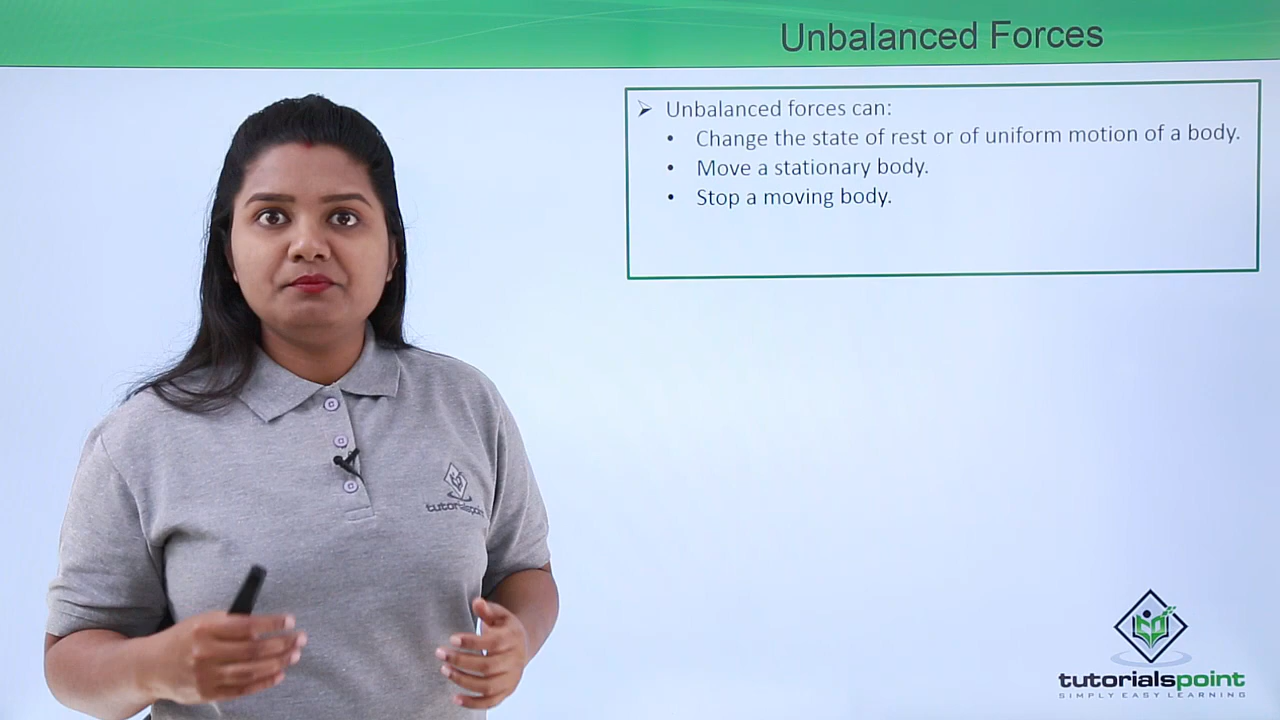 Unbalanced Forces
➢ Unbalanced forces can:
• Change the state of rest or of uniform motion of a body.
• Move a stationary body.
• Stop a moving body.
tutorialspoint
tutorialspoint
SIMPLY EASY LEARNING